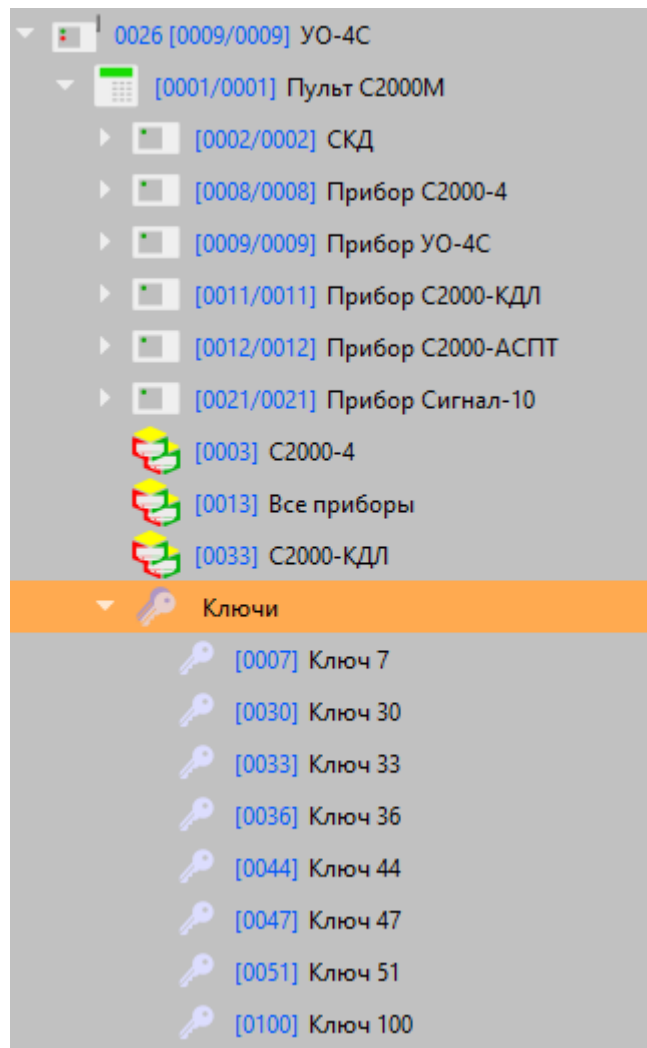 0026 [0009/0009] УО-4С
[0001/0001] Пульт С2000М
[0002/0002] СКД
[0008/0008] Прибор С2000-4
[0009/0009] Прибор УО-4С
[0011/0011] Прибор С2000-КДЛ
[0012/0012] Прибор С2000-АСПТ
[0021/0021] Прибор Сигнал-10
[0003] С2000-4
[0013] Все приборы
[0033] С2000-КДЛ
Ключи
[0007] Ключ 7
[0030] Ключ 30
[0033] Ключ 33
[0036] Ключ 36
[0044] Ключ 44
[0047] Ключ 47
[0051] Ключ 51
[0100] Ключ 100